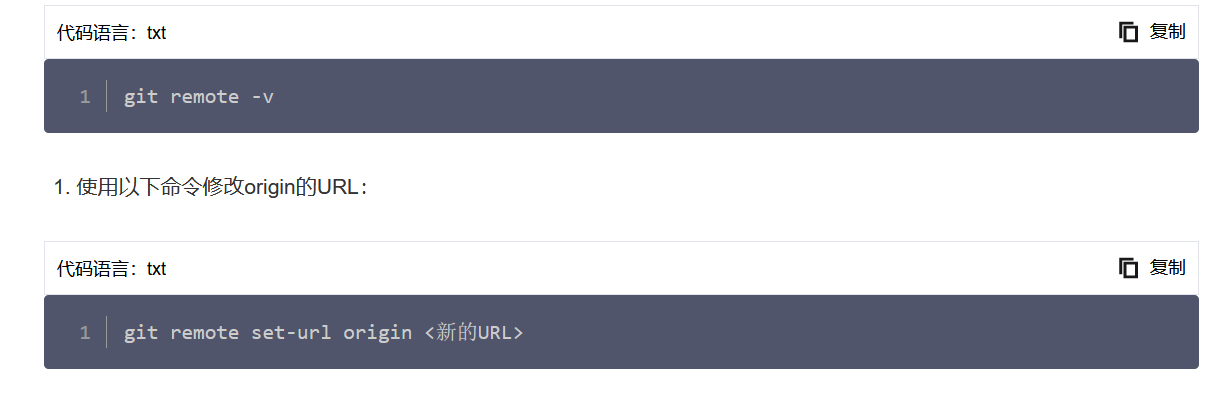 代码语言：txt 复制
1 git remote -v
1. 使用以下命令修改origin的URL：
代码语言：txt 复制
1 git remote set-url origin <新的URL>